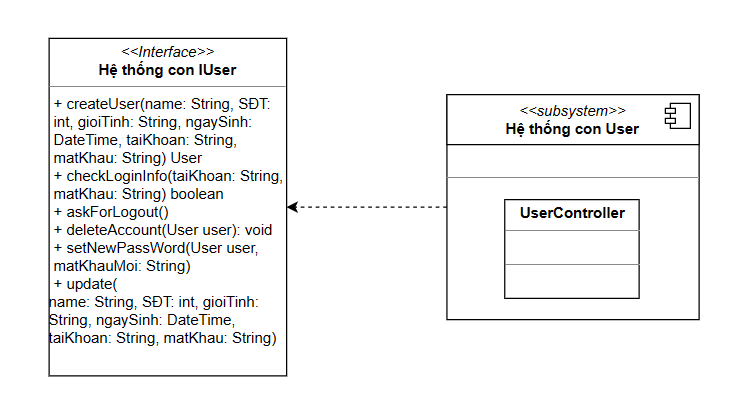 <<Interface>>
Hệ thống con IUser
+ createUser(name: String, SĐT:
int, gioiTinh: String, ngaySinh:
DateTime, taiKhoan: String,
matKhau: String) User
+ checkLoginInfo(taiKhoan: String,
matKhau: String) boolean
+ askForLogout()
+ deleteAccount(User user): void
+ setNewPassWord(User user,
matKhauMoi: String)
+ update(
name: String, SĐT: int, gioiTinh:
String, ngaySinh: DateTime,
taiKhoan: String, matKhau: String)
<<subsystem>>
Hệ thống con User
UserController